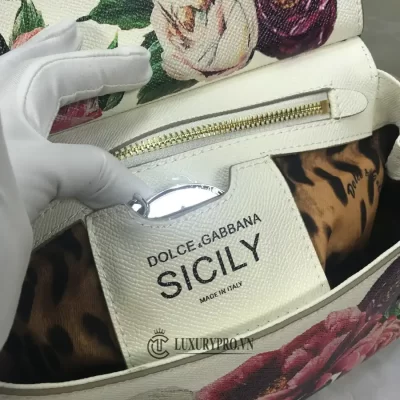 DOLCE & GABBANA
SICILY
MADE IN ITALY
LUXURYPRO.VN